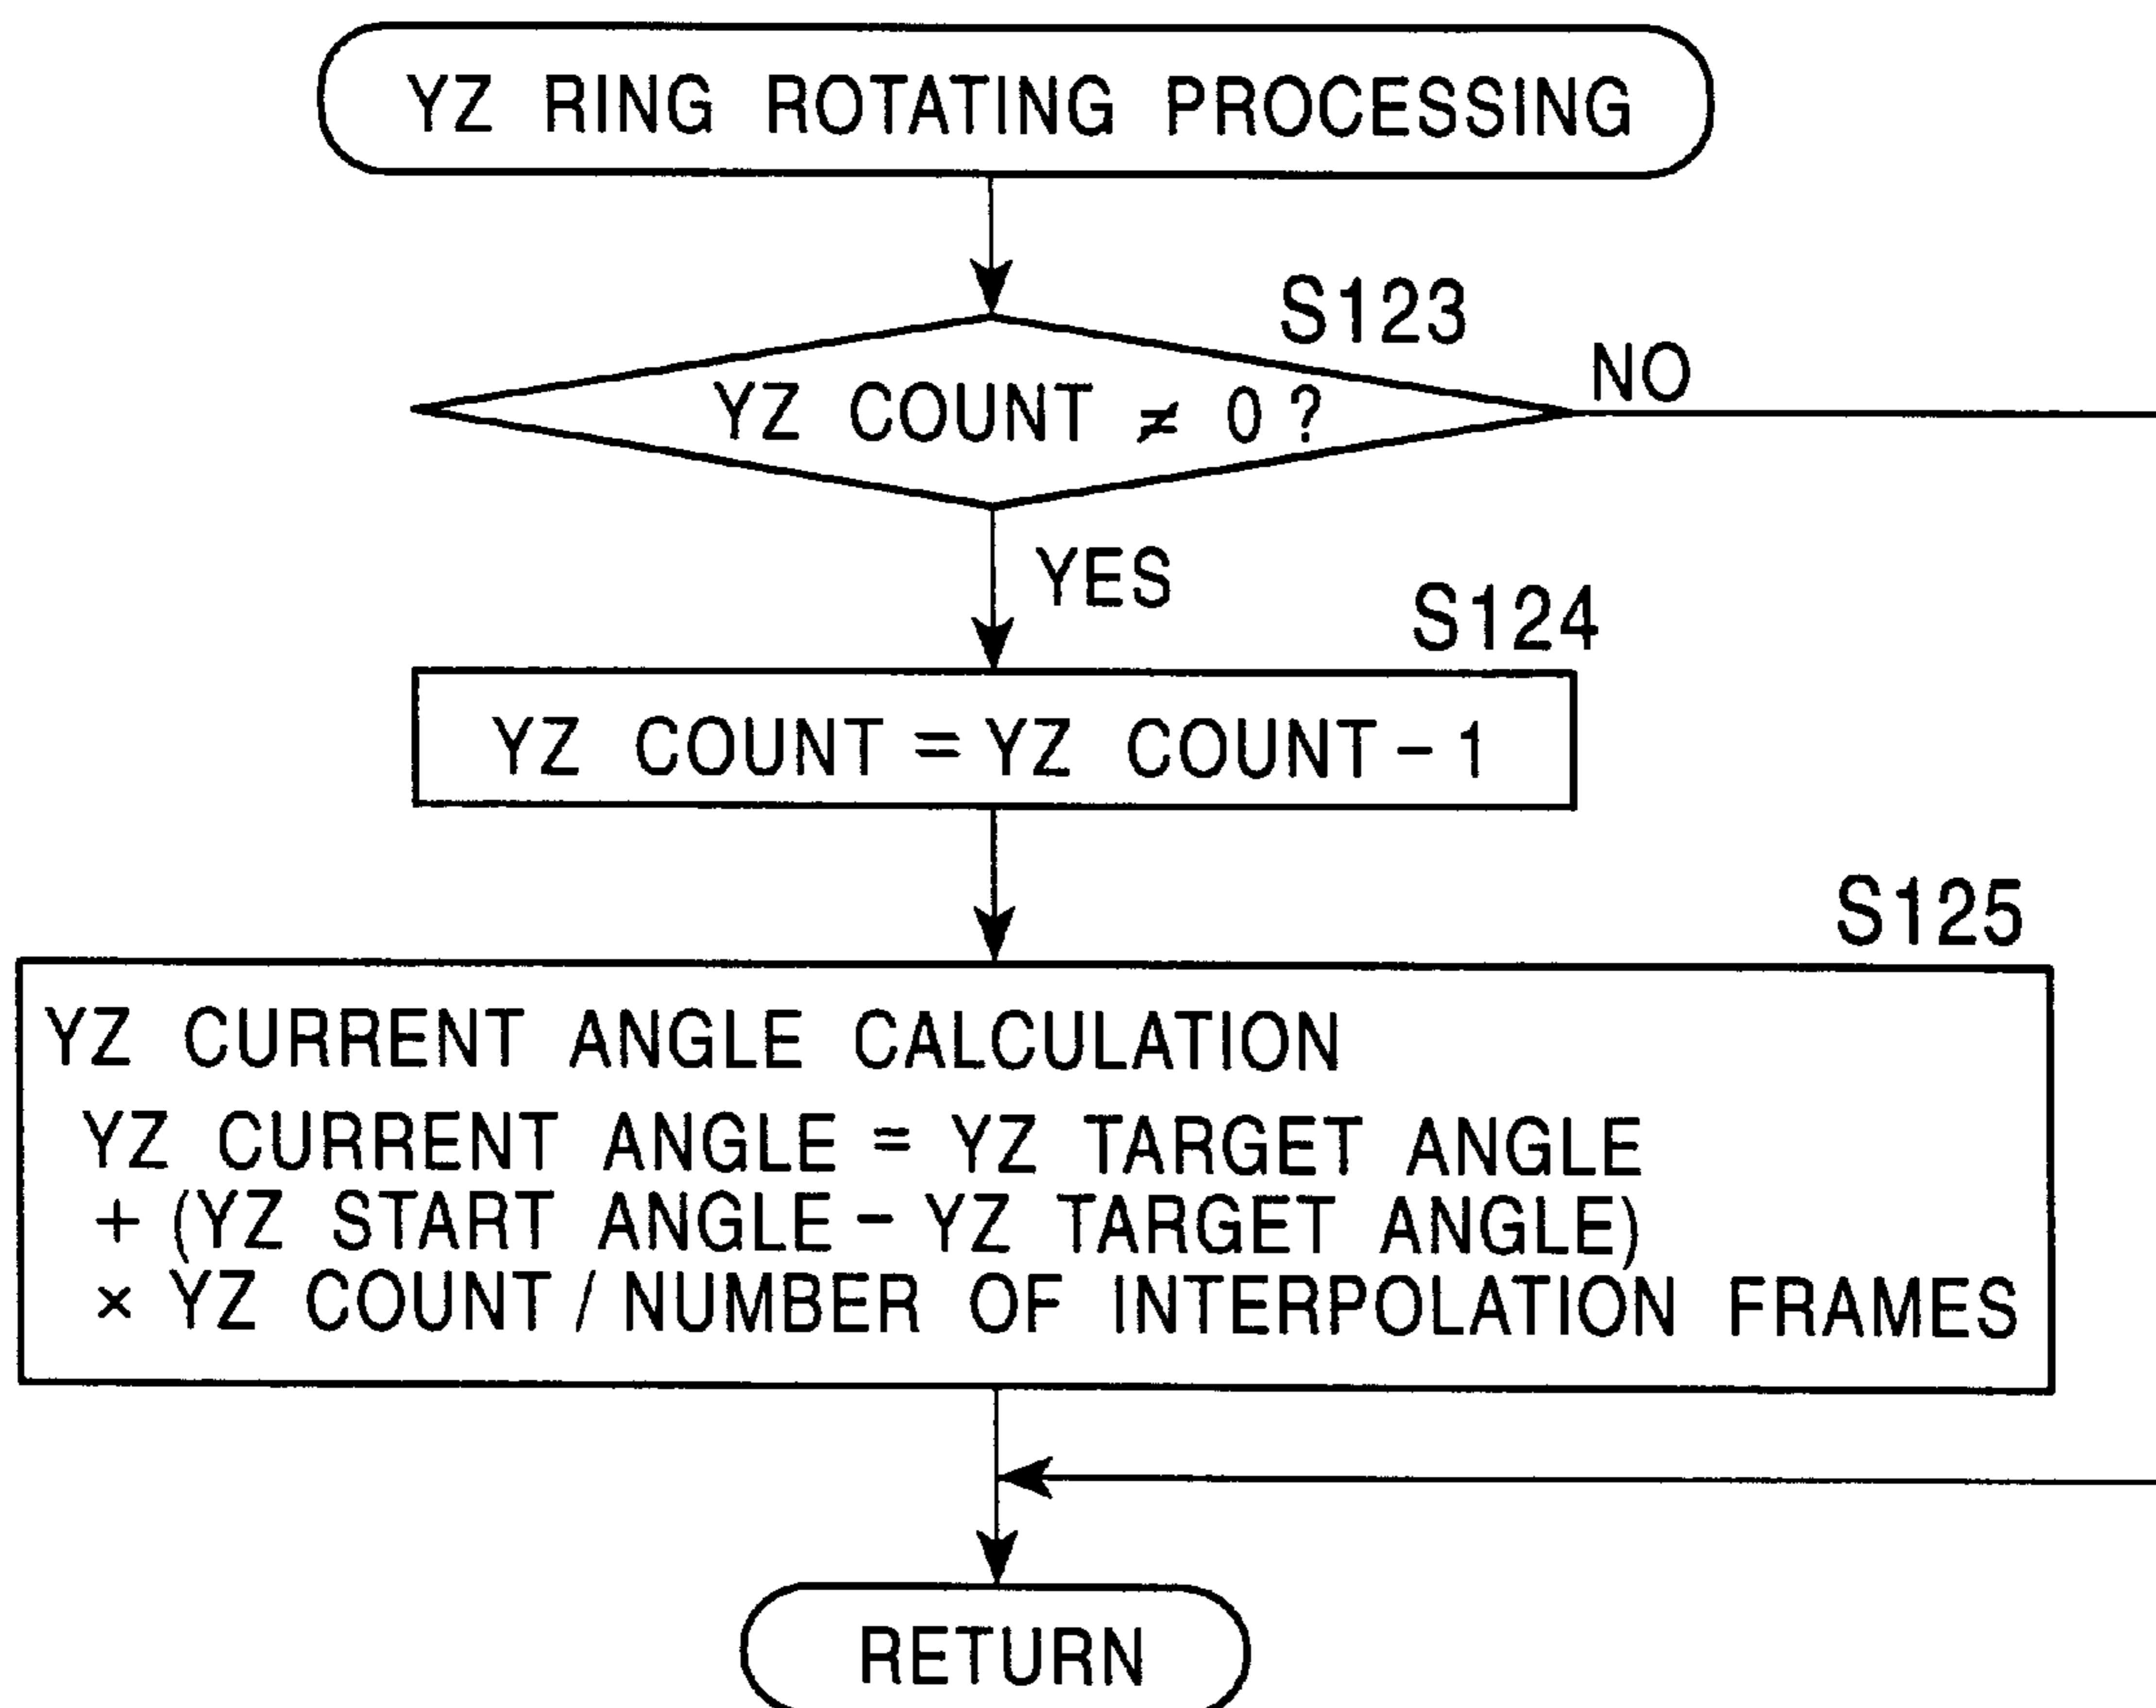 YZ RING ROTATING PROCESSING
S123
YZ COUNT ≠ 0 ?
NO
YES
S124
YZ COUNT = YZ COUNT - 1
S125
YZ CURRENT ANGLE CALCULATION
YZ CURRENT ANGLE = YZ TARGET ANGLE
+ (YZ START ANGLE - YZ TARGET ANGLE)
× YZ COUNT / NUMBER OF INTERPOLATION FRAMES
RETURN